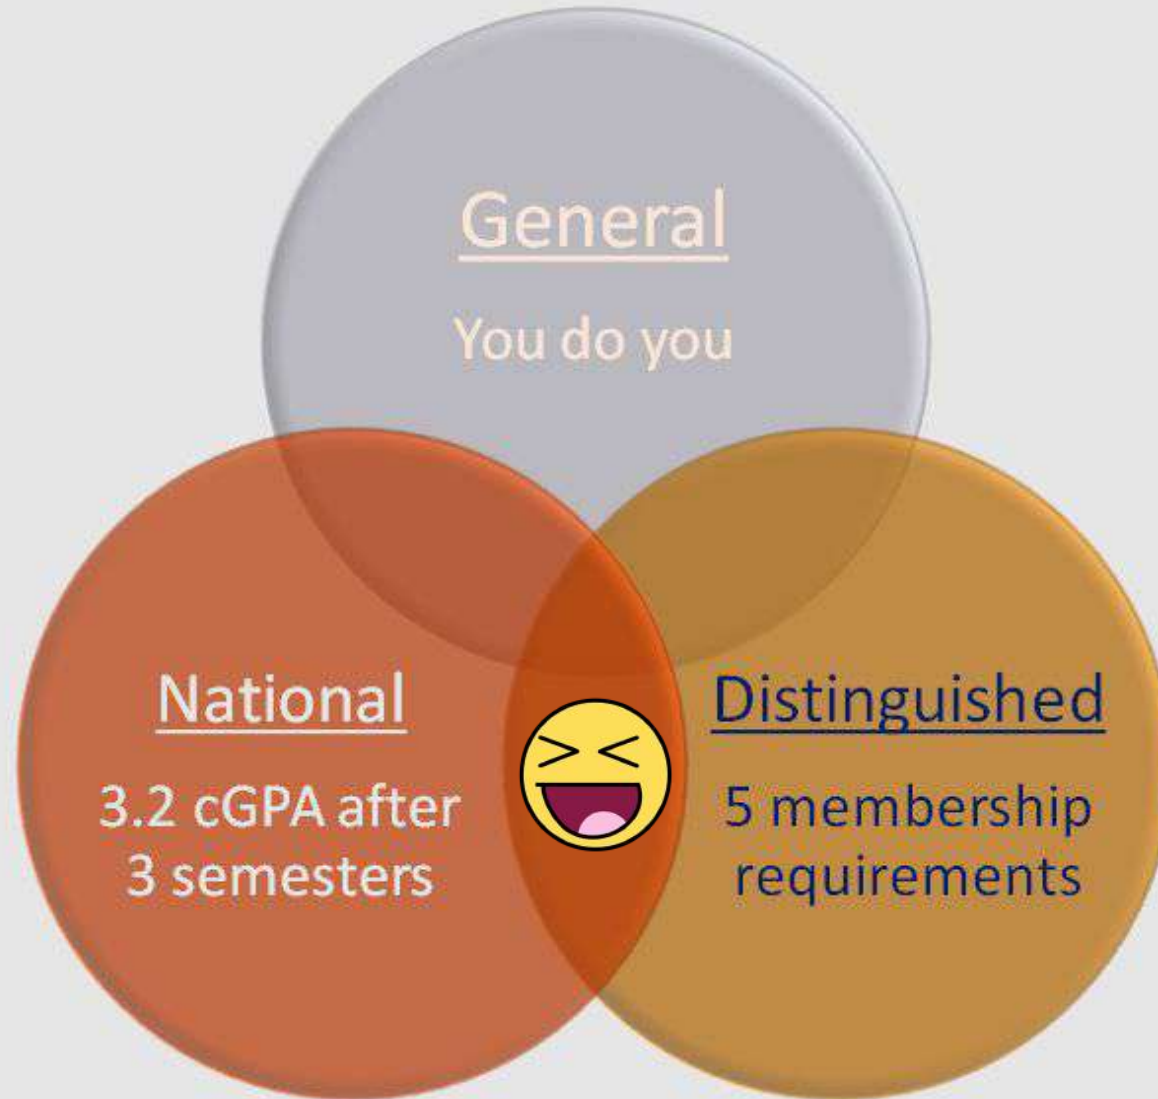 General
You do you
National
3.2 cGPA after
3 semesters
Distinguished
5 membership
requirements